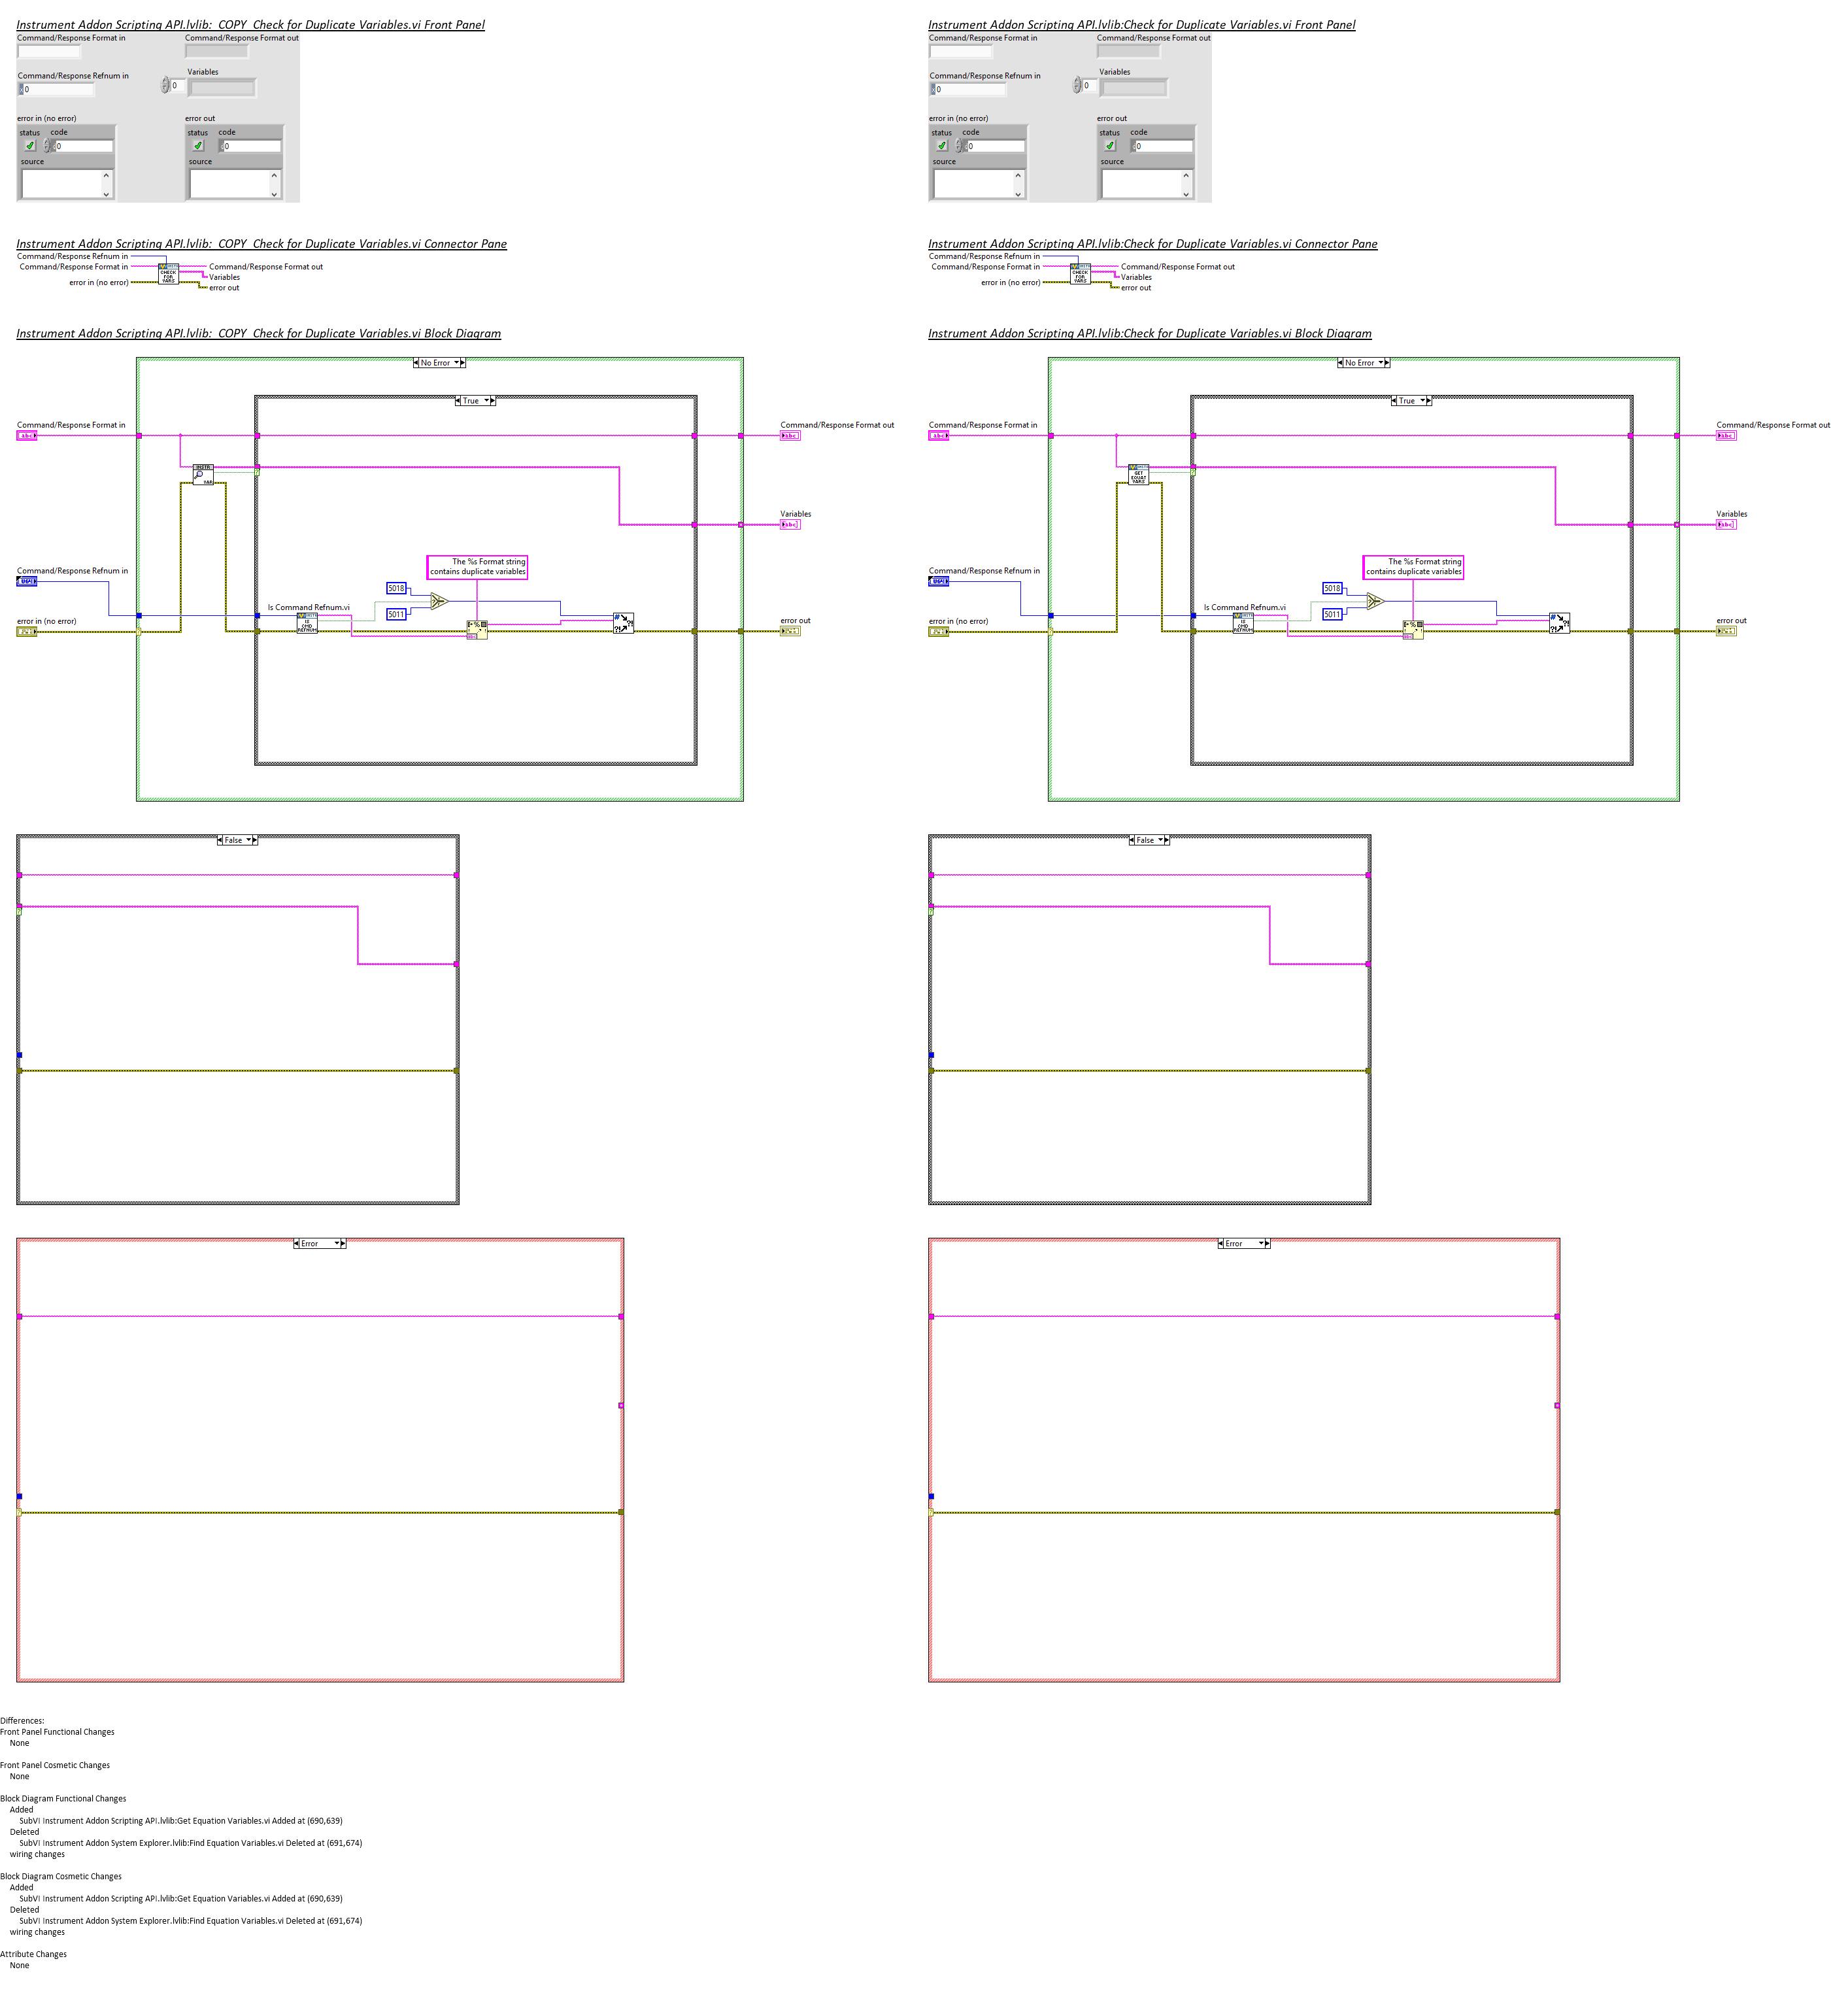 Instrument Addon Scripting API.lvlib:_COPY_Check for Duplicate Variables.vi Front Panel
Command/Response Format in
Command/Response Format out
Command/Response Refnum in
Variables
0
0
error in (no error)
error out
status code
status code
0
0
source
source
Instrument Addon Scripting API.lvlib:_COPY_Check for Duplicate Variables.vi Connector Pane
Command/Response Refnum in
Command/Response Format in
Command/Response Format out
CHECK
FOR
VARS
Variables
error in (no error)
error out
Instrument Addon Scripting API.lvlib:_COPY_Check for Duplicate Variables.vi Block Diagram
No Error
True
Command/Response Format in
abc
Command/Response Format out
abc
INSTR
VAR
Variables
abc
The %s Format string
contains duplicate variables
Command/Response Refnum in
5018
5011
Is Command Refnum.vi
IS
CMD
REFNUM
error in (no error)
error out
False
Error
Instrument Addon Scripting API.lvlib:Check for Duplicate Variables.vi Front Panel
Command/Response Format in
Command/Response Format out
Command/Response Refnum in
Variables
0
0
error in (no error)
error out
status code
status code
0
0
source
source
Instrument Addon Scripting API.lvlib:Check for Duplicate Variables.vi Connector Pane
Command/Response Refnum in
Command/Response Format in
Command/Response Format out
CHECK
FOR
VARS
Variables
error in (no error)
error out
Instrument Addon Scripting API.lvlib:Check for Duplicate Variables.vi Block Diagram
No Error
True
Command/Response Format in
abc
Command/Response Format out
abc
GET
EQUAT
VARS
Variables
abc
The %s Format string
contains duplicate variables
Command/Response Refnum in
5018
5011
Is Command Refnum.vi
IS
CMD
REFNUM
error in (no error)
error out
False
Error
Differences:
Front Panel Functional Changes
None
Front Panel Cosmetic Changes
None
Block Diagram Functional Changes
Added
SubVI Instrument Addon Scripting API.lvlib:Get Equation Variables.vi Added at (690,639)
Deleted
SubVI Instrument Addon System Explorer.lvlib:Find Equation Variables.vi Deleted at (691,674)
wiring changes
Block Diagram Cosmetic Changes
Added
SubVI Instrument Addon Scripting API.lvlib:Get Equation Variables.vi Added at (690,639)
Deleted
SubVI Instrument Addon System Explorer.lvlib:Find Equation Variables.vi Deleted at (691,674)
wiring changes
Attribute Changes
None